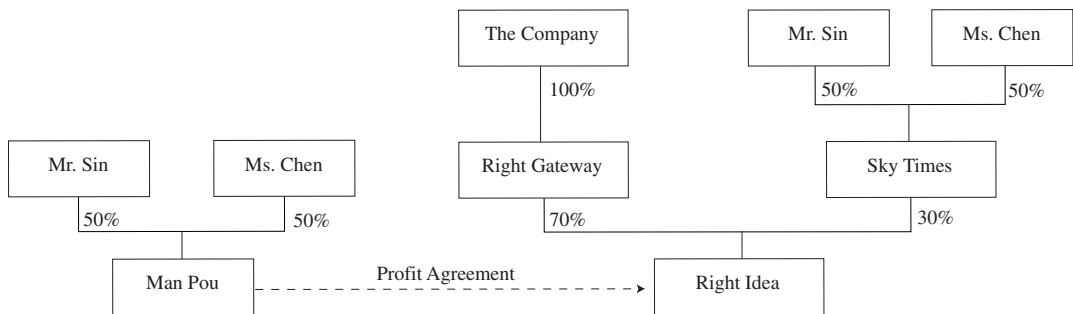 The Company
Mr. Sin
Ms. Chen
100%
50%
50%
Mr. Sin
Ms. Chen
Right Gateway
Sky Times
50%
50%
70%
30%
Man Pou
Profit Agreement
Right Idea